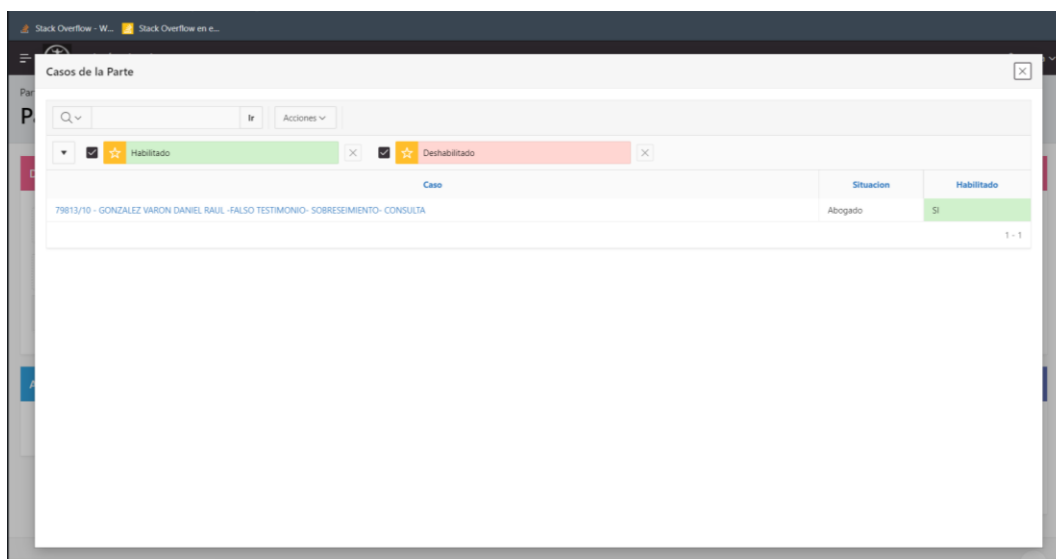 Stack Overflow - W... Stack Overflow en e...
Casos de la Parte
Par
P
Ir Acciones
Habilitado Deshabilitado
Caso Situacion Habilitado
79813/10 - GONZALEZ VARON DANIEL RAUL -FALSO TESTIMONIO- SOBRESEIMIENTO- CONSULTA Abogado SI
1 - 1